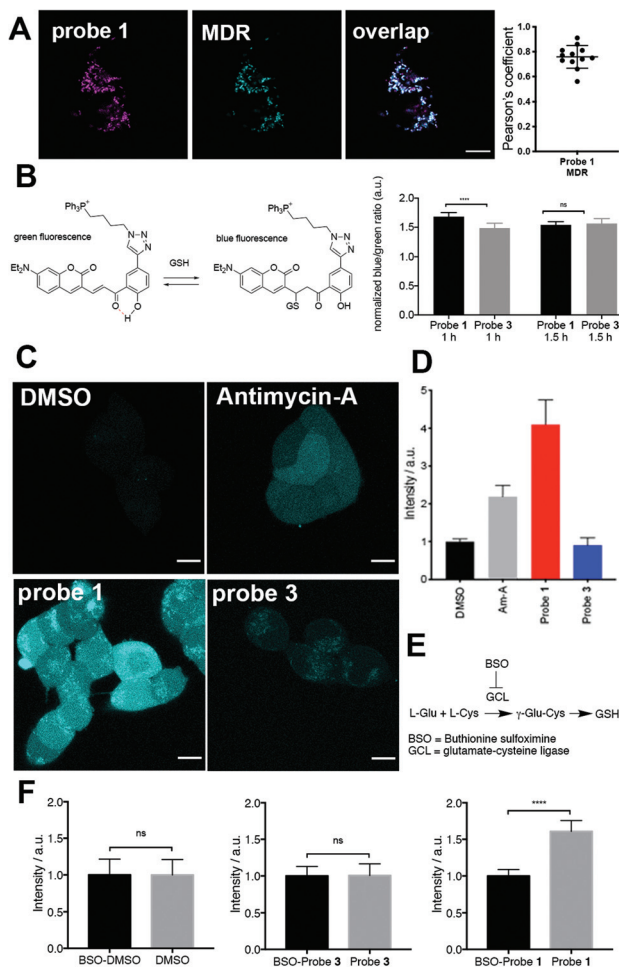 A
probe 1
MDR
overlap
Pearson's coefficient
1.0
0.8
0.6
0.4
0.2
0.0
Probe 1
MDR
B
Ph3P+
green fluorescence
N
N
N
Et2N
O
O
O
O
H
GSH
Ph3P+
blue fluorescence
N
N
N
Et2N
O
O
GS
O
OH
normalized blue/green ratio (a.u.)
2.0
1.5
1.0
0.5
0.0
****
ns
Probe 1
1 h
Probe 3
1 h
Probe 1
1.5 h
Probe 3
1.5 h
C
DMSO
Antimycin-A
probe 1
probe 3
D
Intensity / a.u.
5
4
3
2
1
0
DMSO
Am-A
Probe 1
Probe 3
E
BSO
GCL
L-Glu + L-Cys
γ-Glu-Cys
GSH
BSO = Buthionine sulfoximine
GCL = glutamate-cysteine ligase
F
Intensity / a.u.
2.0
1.5
1.0
0.5
0.0
ns
BSO-DMSO
DMSO
Intensity / a.u.
2.0
1.5
1.0
0.5
0.0
ns
BSO-Probe 3
Probe 3
Intensity / a.u.
2.0
1.5
1.0
0.5
0.0
****
BSO-Probe 1
Probe 1